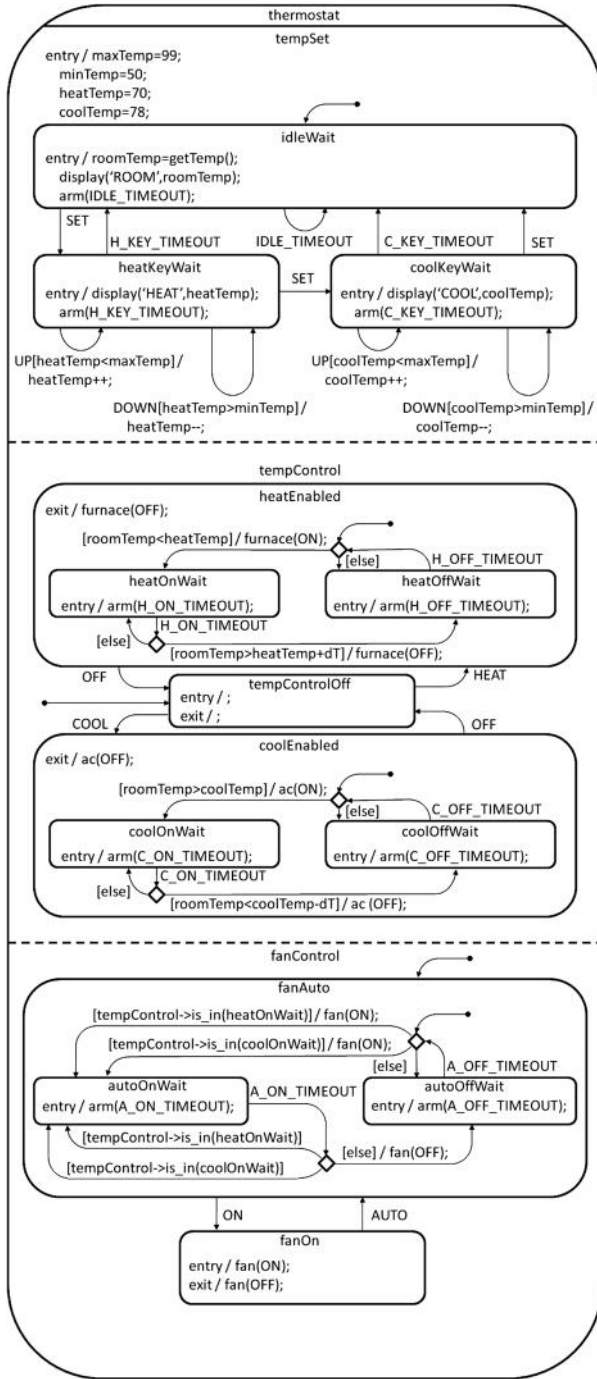 thermostat
tempSet
entry / maxTemp=99;
minTemp=50;
heatTemp=70;
coolTemp=78;
idleWait
entry / roomTemp=getTemp();
display('ROOM',roomTemp);
arm(IDLE_TIMEOUT);
SET
H_KEY_TIMEOUT
IDLE_TIMEOUT
C_KEY_TIMEOUT
SET
heatKeyWait
entry / display('HEAT',heatTemp);
arm(H_KEY_TIMEOUT);
SET
coolKeyWait
entry / display('COOL',coolTemp);
arm(C_KEY_TIMEOUT);
UP[heatTemp<maxTemp]/
heatTemp++;
DOWN[heatTemp>minTemp]/
heatTemp--;
UP[coolTemp<maxTemp]/
coolTemp++;
DOWN[coolTemp>minTemp]/
coolTemp--;
tempControl
heatEnabled
exit / furnace(OFF);
[roomTemp<heatTemp]/ furnace(ON);
[else]
H_OFF_TIMEOUT
heatOnWait
entry / arm(H_ON_TIMEOUT);
heatOffWait
entry / arm(H_OFF_TIMEOUT);
H_ON_TIMEOUT
[else]
[roomTemp>heatTemp+dT]/ furnace(OFF);
OFF
HEAT
tempControlOff
entry / ;
exit / ;
COOL
OFF
coolEnabled
exit / ac(OFF);
[roomTemp>coolTemp]/ ac(ON);
[else]
C_OFF_TIMEOUT
coolOnWait
entry / arm(C_ON_TIMEOUT);
coolOffWait
entry / arm(C_OFF_TIMEOUT);
C_ON_TIMEOUT
[else]
[roomTemp<coolTemp-dT]/ ac (OFF);
fanControl
fanAuto
[tempControl->is_in(heatOnWait)]/ fan(ON);
[tempControl->is_in(coolOnWait)]/ fan(ON);
[else]
A_OFF_TIMEOUT
autoOnWait
entry / arm(A_ON_TIMEOUT);
A_ON_TIMEOUT
autoOffWait
entry / arm(A_OFF_TIMEOUT);
[tempControl->is_in(heatOnWait)]
[else] / fan(OFF);
[tempControl->is_in(coolOnWait)]
ON
AUTO
fanOn
entry / fan(ON);
exit / fan(OFF);